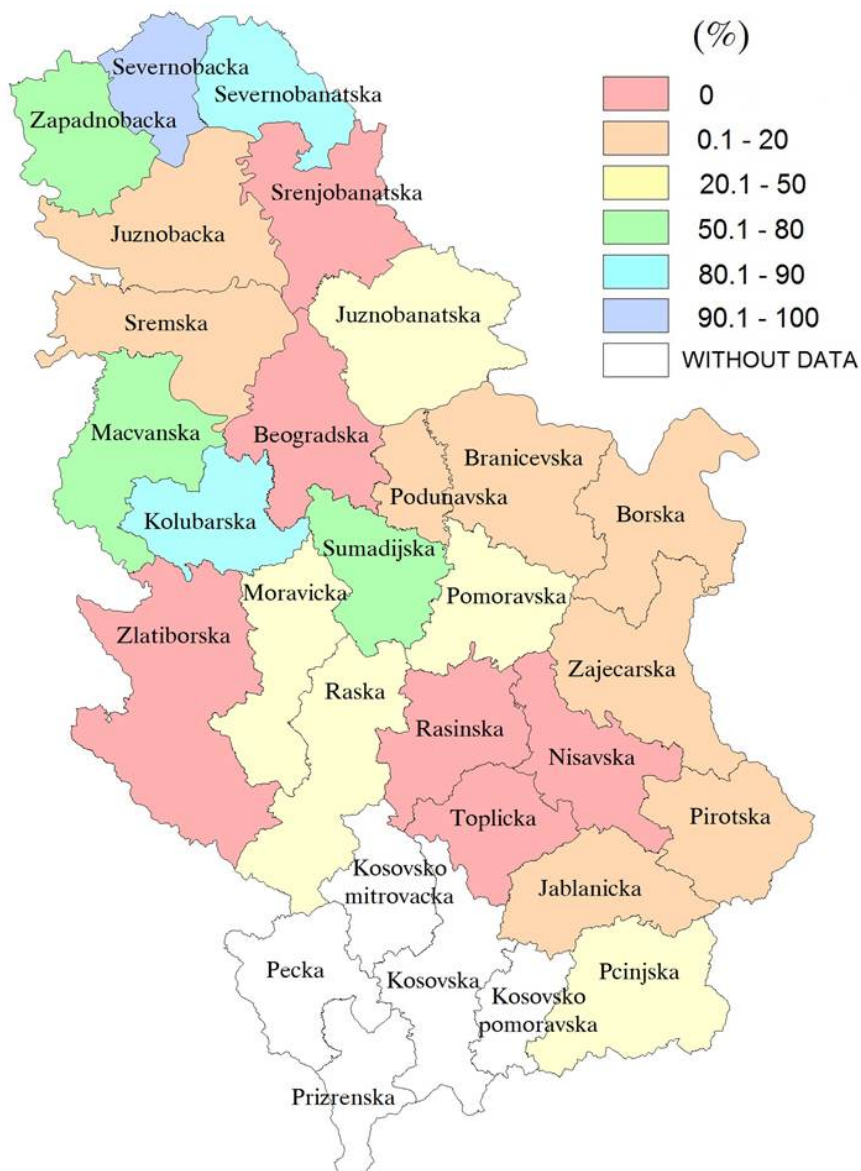 (%)
0
0.1 - 20
20.1 - 50
50.1 - 80
80.1 - 90
90.1 - 100
WITHOUT DATA
Severnobacka
Severnobanatska
Zapadnobacka
Srenjobanatska
Juznobacka
Juznobanatska
Sremska
Macvanska
Beogradska
Branicevska
Podunavska
Borska
Kolubarska
Sumadijska
Moravicka
Pomoravska
Zlatiborska
Zajecarska
Raska
Rasinska
Nisavska
Toplicka
Pirotska
Kosovsko
mitrovacka
Jablanicka
Pecka
Kosovska
Kosovsko
pomoravska
Pcinjska
Prizrenska